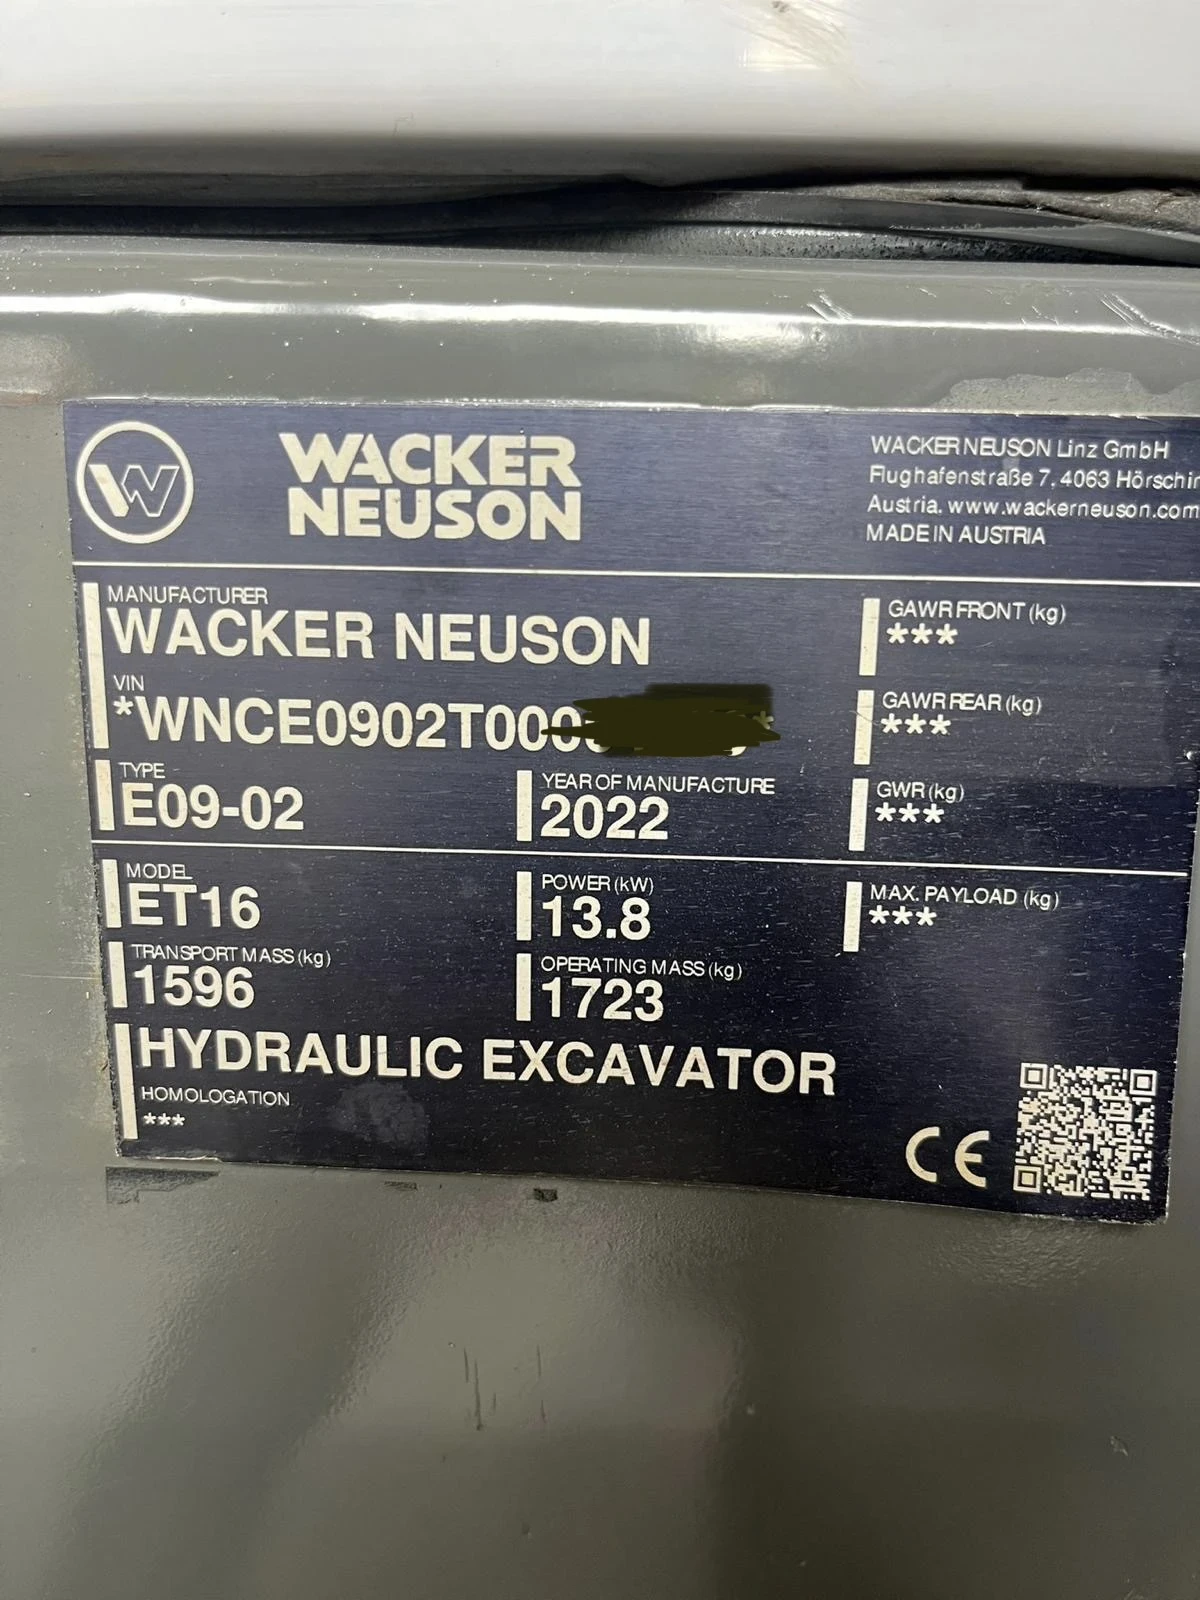 WACKER
NEUSON
WACKER NEUSON Linz GmbH
Flughafenstraße 7, 4063
Austria. www.wackerneuson.com
MADE IN AUSTRIA
MANUFACTURER
WACKER NEUSON
VIN
*WNCE0902T000
TYPE
E09-02
YEAR OF MANUFACTURE
2022
GAWR FRONT (kg)
***
GAWR REAR (kg)
***
GWR (kg)
***
MODEL
ET16
POWER (kW)
13.8
MAX. PAYLOAD (kg)
***
TRANSPORT MASS (kg)
1596
OPERATING MASS (kg)
1723
HYDRAULIC EXCAVATOR
HOMOLOGATION
***
CE